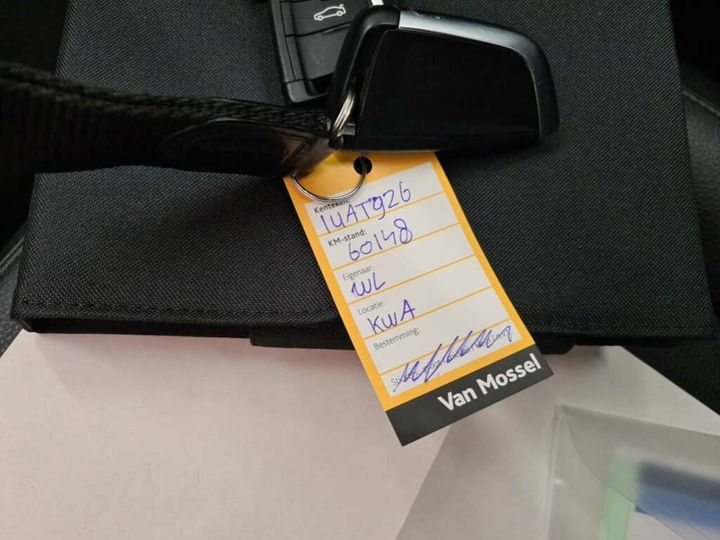 Kenteken
1UAT926
KM-stand:
60148
Eigenaar:
WL
Locatie:
KWA
Bestemming:
Van Mossel